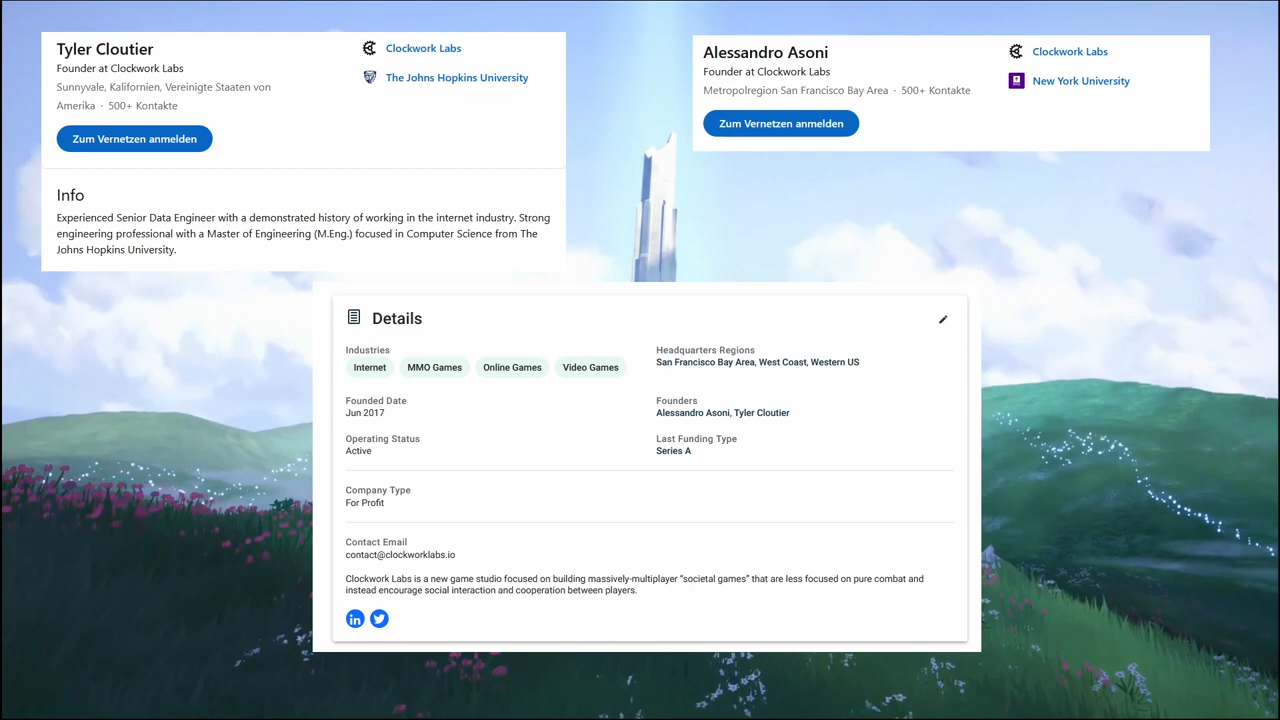 Tyler Cloutier
Founder at Clockwork Labs
Sunnyvale, Kalifornien, Vereinigte Staaten von
Amerika · 500+ Kontakte
Zum Vernetzen anmelden
Clockwork Labs
The Johns Hopkins University
Info
Experienced Senior Data Engineer with a demonstrated history of working in the internet industry. Strong
engineering professional with a Master of Engineering (M.Eng.) focused in Computer Science from The
Johns Hopkins University.
Alessandro Asoni
Founder at Clockwork Labs
Metropolregion San Francisco Bay Area · 500+ Kontakte
Zum Vernetzen anmelden
Clockwork Labs
New York University
Details
Industries
Internet MMO Games Online Games Video Games
Headquarters Regions
San Francisco Bay Area, West Coast, Western US
Founded Date
Jun 2017
Founders
Alessandro Asoni, Tyler Cloutier
Operating Status
Active
Last Funding Type
Series A
Company Type
For Profit
Contact Email
contact@clockworklabs.io
Clockwork Labs is a new game studio focused on building massively-multiplayer “societal games” that are less focused on pure combat and
instead encourage social interaction and cooperation between players.
in